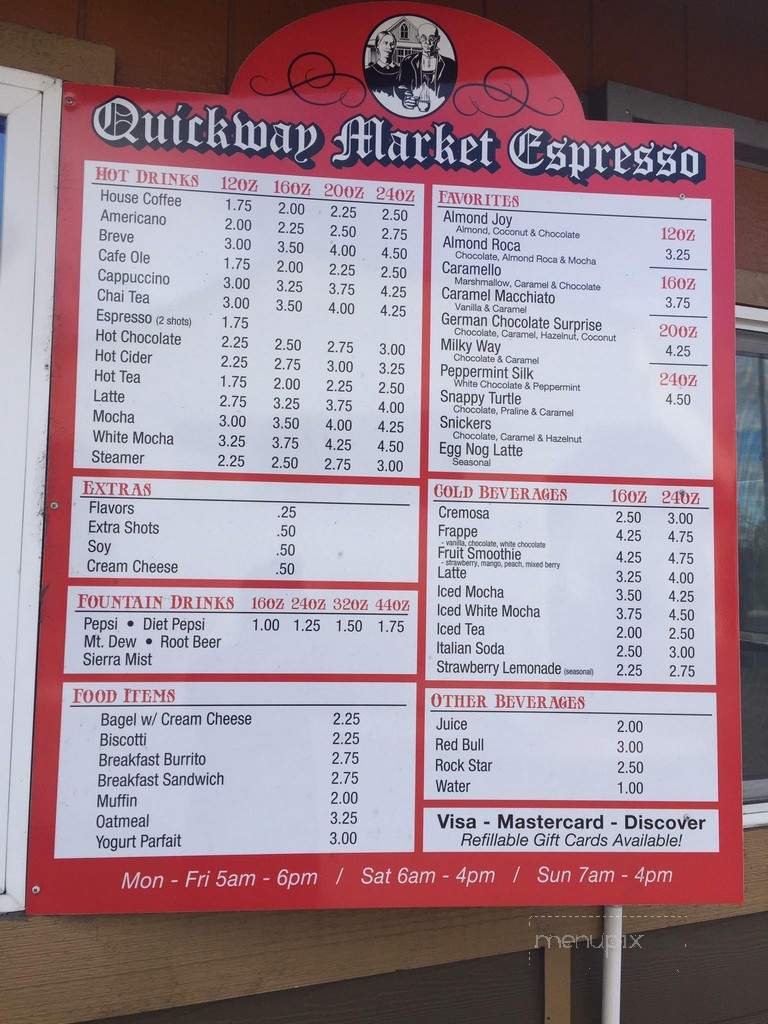 Quickway Market Espresso
HOT DRINKS 12OZ 16OZ 20OZ 24OZ
House Coffee 1.75 2.00 2.25 2.50
Americano 2.00 2.25 2.50 2.75
Breve 3.00 3.50 4.00 4.50
Cafe Ole 1.75 2.00 2.25 2.50
Cappuccino 3.00 3.25 3.75 4.25
Chai Tea 3.00 3.50 4.00 4.25
Espresso (2 shots) 1.75
Hot Chocolate 2.25 2.50 2.75 3.00
Hot Cider 2.25 2.75 3.00 3.25
Hot Tea 1.75 2.00 2.25 2.50
Latte 2.75 3.25 3.75 4.00
Mocha 3.00 3.50 4.00 4.25
White Mocha 3.25 3.75 4.25 4.50
Steamer 2.25 2.50 2.75 3.00
EXTRAS
Flavors .25
Extra Shots .50
Soy .50
Cream Cheese .50
FOUNTAIN DRINKS 16OZ 24OZ 32OZ 44OZ
Pepsi • Diet Pepsi 1.00 1.25 1.50 1.75
Mt. Dew • Root Beer
Sierra Mist
FOOD ITEMS
Bagel w/ Cream Cheese 2.25
Biscotti 2.25
Breakfast Burrito 2.75
Breakfast Sandwich 2.75
Muffin 2.00
Oatmeal 3.25
Yogurt Parfait 3.00
FAVORITES
Almond Joy
Almond, Coconut & Chocolate
Almond Roca
Chocolate, Almond Roca & Mocha
Caramello
Marshmallow, Caramel & Chocolate
Caramel Macchiato
Vanilla & Caramel
German Chocolate Surprise
Chocolate, Caramel, Hazelnut, Coconut
Milky Way
Chocolate & Caramel
Peppermint Silk
White Chocolate & Peppermint
Snappy Turtle
Chocolate, Praline & Caramel
Snickers
Chocolate, Caramel & Hazelnut
Egg Nog Latte
Seasonal
12OZ
3.25
16OZ
3.75
20OZ
4.25
24OZ
4.50
COLD BEVERAGES 16OZ 24OZ
Cremosa 2.50 3.00
Frappe 4.25 4.75
- vanilla, chocolate, white chocolate
Fruit Smoothie 4.25 4.75
- strawberry, mango, peach, mixed berry
Latte 3.25 4.00
Iced Mocha 3.50 4.25
Iced White Mocha 3.75 4.50
Iced Tea 2.00 2.50
Italian Soda 2.50 3.00
Strawberry Lemonade (seasonal) 2.25 2.75
OTHER BEVERAGES
Juice 2.00
Red Bull 3.00
Rock Star 2.50
Water 1.00
Visa - Mastercard - Discover
Refillable Gift Cards Available!
Mon - Fri 5am - 6pm / Sat 6am - 4pm / Sun 7am - 4pm
menupix